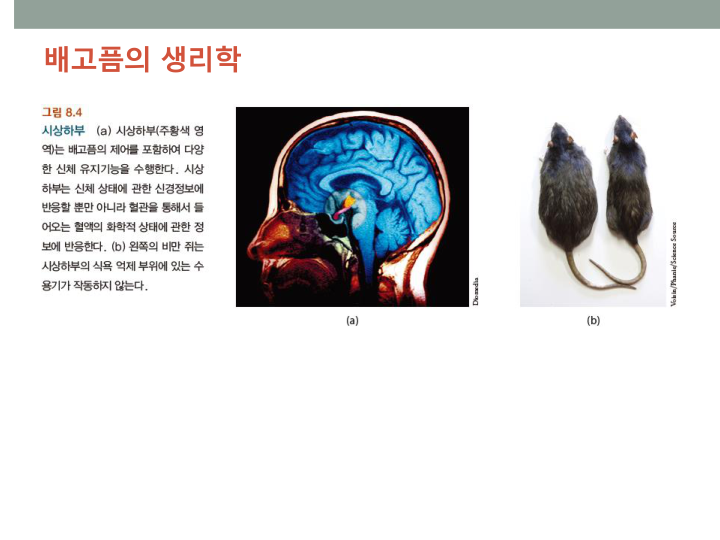 배고픔의 생리학
그림 8.4
시상하부 (a) 시상하부(주황색 영
역)는 배고픔의 제어를 포함하여 다양
한 신체 유지기능을 수행한다. 시상
하부는 신체 상태에 관한 신경정보에
반응할 뿐만 아니라 혈관을 통해서 들
어오는 혈액의 화학적 상태에 관한 정
보에 반응한다. (b) 왼쪽의 비만 쥐는
시상하부의 식욕 억제 부위에 있는 수
용기가 작동하지 않는다.
Diomedia
(a)
Voisin/Phanie/Science Source
(b)